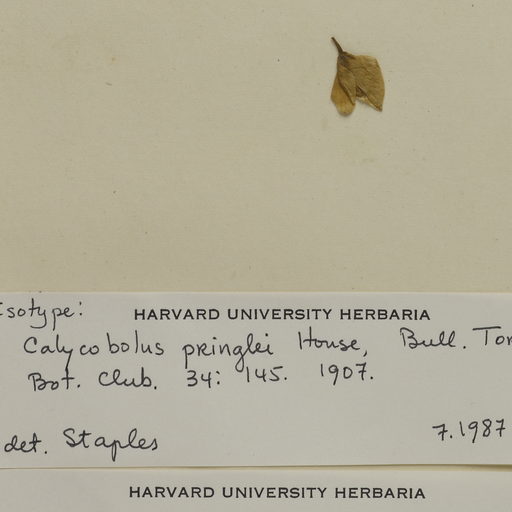 Isotype:
HARVARD UNIVERSITY HERBARIA
Calycobolus pringlei House, Bull. Tor
Bot. Club. 34: 145. 1907.
det. Staples
7.1987
HARVARD UNIVERSITY HERBARIA